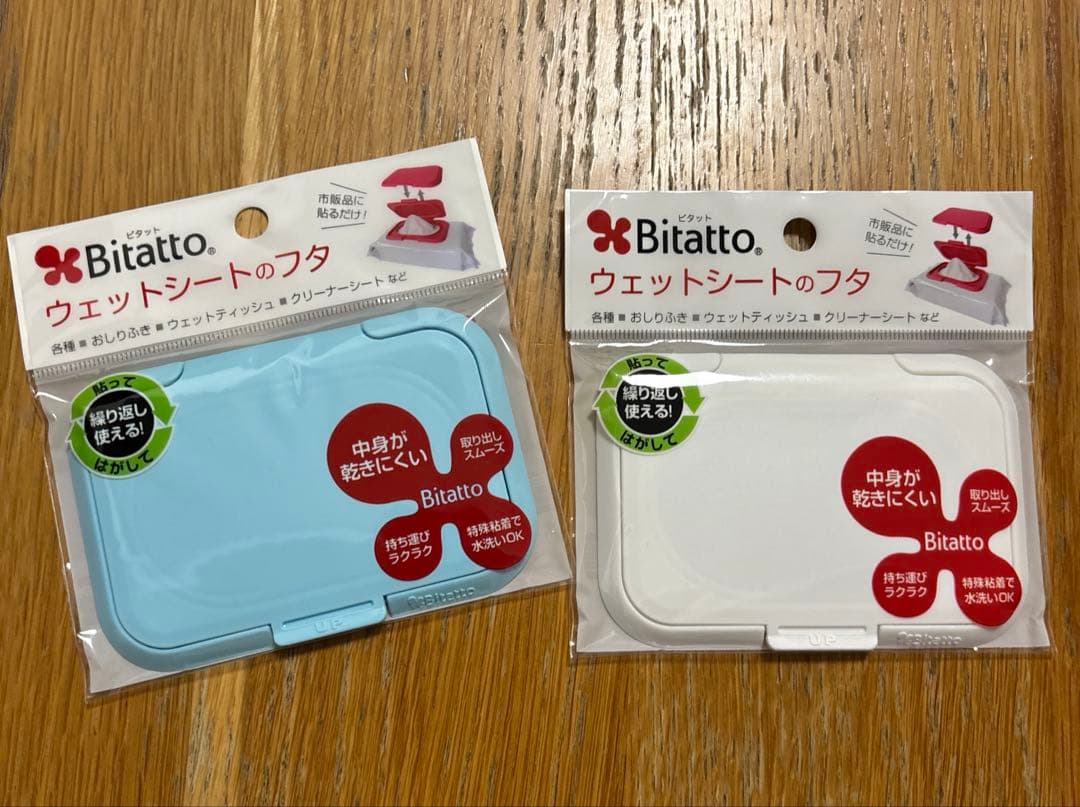 ビタット
Bitatto®
市販品に
貼るだけ!
ウェットシートのフタ
各種■おしりふき■ウェットティッシュ■クリーナーシート など
貼って
繰り返し
使える!
はがして
中身が
乾きにくい
取り出し
スムーズ
Bitatto
持ち運び
ラクラク
特殊粘着で
水洗いOK
UP
Bitatto
ビタット
Bitatto®
市販品に
貼るだけ!
ウェットシートのフタ
各種■おしりふき■ウェットティッシュ■クリーナーシート など
貼って
繰り返し
使える!
はがして
中身が
乾きにくい
取り出し
スムーズ
Bitatto
持ち運び
ラクラク
特殊粘着で
水洗いOK
UP
Bitatto